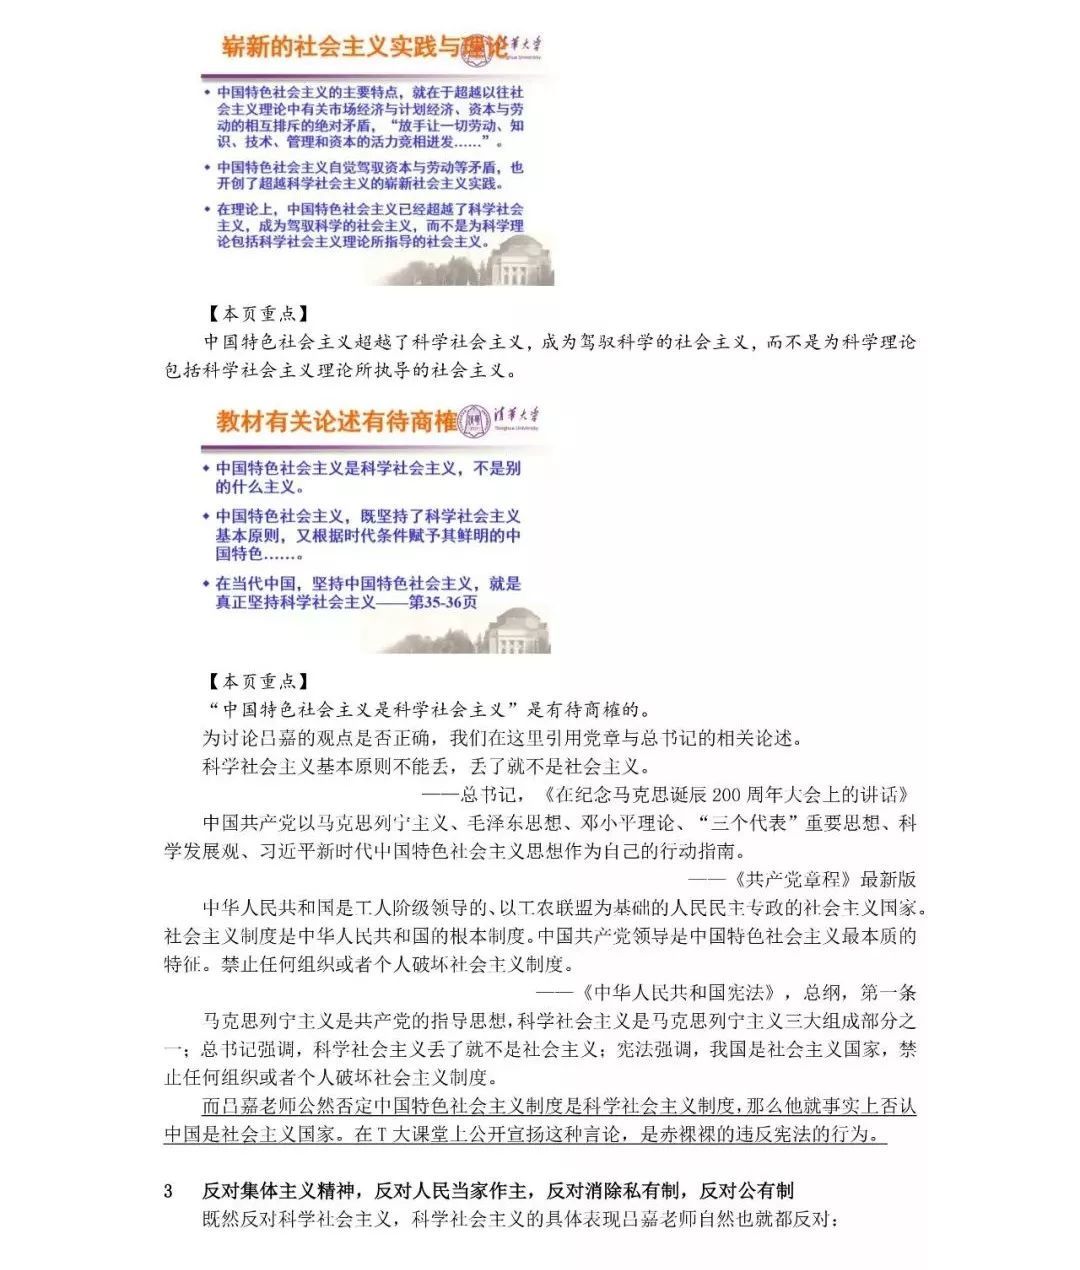 崭新的社会主义实践与理论
清华大学
Tsinghua University
中国特色社会主义的主要特点，就在于超越以往社
会主义理论中有关市场经济与计划经济、资本与劳
动的相互排斥的绝对矛盾，“放手让一切劳动、知
识、技术、管理和资本的活力竞相迸发……”。
中国特色社会主义自觉驾驭资本与劳动等矛盾，也
开创了超越科学社会主义的崭新社会主义实践。
在理论上，中国特色社会主义已经超越了科学社会
主义，成为驾驭科学的社会主义，而不是为科学理
论包括科学社会主义理论所指导的社会主义。
【本页重点】
中国特色社会主义超越了科学社会主义，成为驾驭科学的社会主义，而不是为科学理论
包括科学社会主义理论所执导的社会主义。
教材有关论述有待商榷
清华大学
Tsinghua University
中国特色社会主义是科学社会主义，不是别
的什么主义。
中国特色社会主义，既坚持了科学社会主义
基本原则，又根据时代条件赋予其鲜明的中
国特色……。
在当代中国，坚持中国特色社会主义，就是
真正坚持科学社会主义——第35-36页
【本页重点】
“中国特色社会主义是科学社会主义”是有待商榷的。
为讨论吕嘉的观点是否正确，我们在这里引用党章与总书记的相关论述。
科学社会主义基本原则不能丢，丢了就不是社会主义。
——总书记，《在纪念马克思诞辰 200 周年大会上的讲话》
中国共产党以马克思列宁主义、毛泽东思想、邓小平理论、“三个代表”重要思想、科
学发展观、习近平新时代中国特色社会主义思想作为自己的行动指南。
——《共产党章程》最新版
中华人民共和国是工人阶级领导的、以工农联盟为基础的人民民主专政的社会主义国家。
社会主义制度是中华人民共和国的根本制度。中国共产党领导是中国特色社会主义最本质的
特征。禁止任何组织或者个人破坏社会主义制度。
——《中华人民共和国宪法》，总纲，第一条
马克思列宁主义是共产党的指导思想，科学社会主义是马克思列宁主义三大组成部分之
一；总书记强调，科学社会主义丢了就不是社会主义；宪法强调，我国是社会主义国家，禁
止任何组织或者个人破坏社会主义制度。
而吕嘉老师公然否定中国特色社会主义制度是科学社会主义制度，那么他就事实上否认
中国是社会主义国家。在 T 大课堂上公开宣扬这种言论，是赤裸裸的违反宪法的行为。
3 反对集体主义精神，反对人民当家作主，反对消除私有制，反对公有制
既然反对科学社会主义，科学社会主义的具体表现吕嘉老师自然也就都反对：